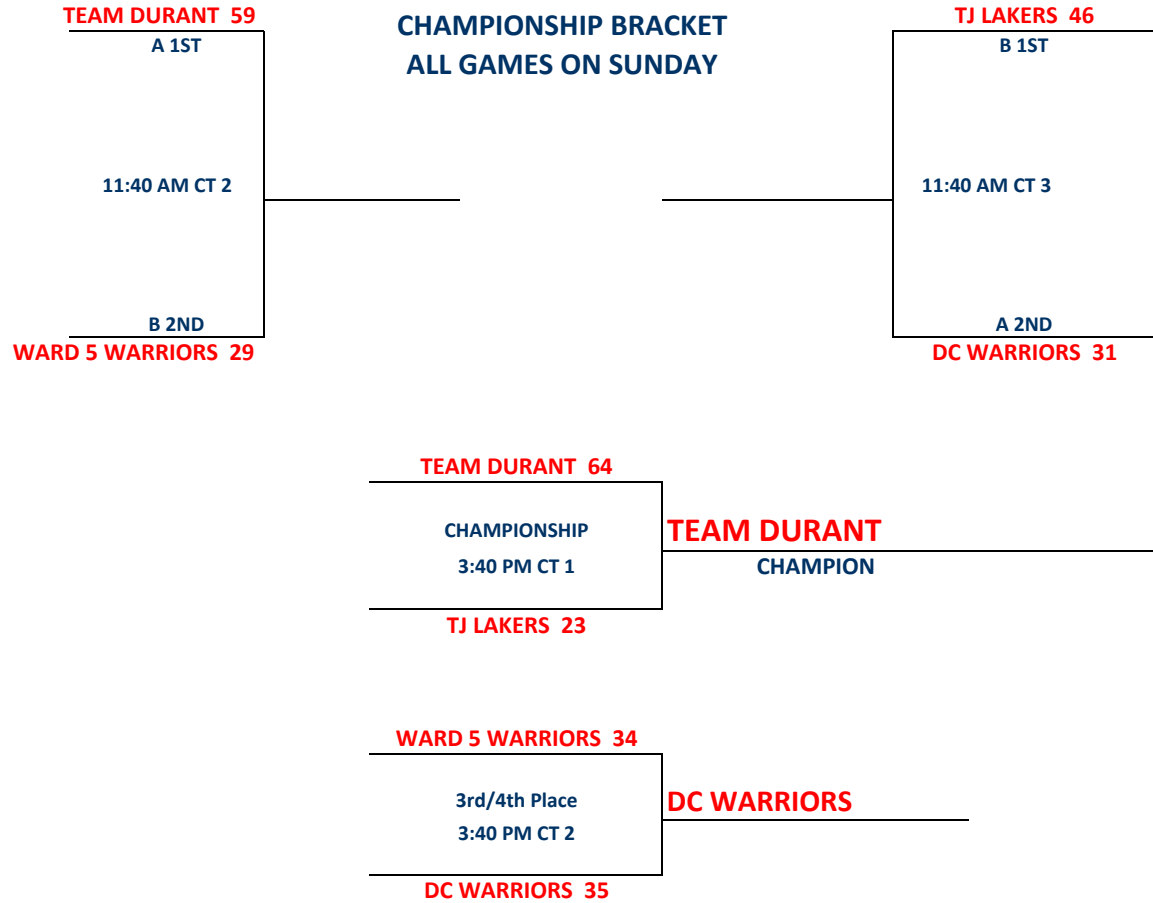 TEAM DURANT 59
CHAMPIONSHIP BRACKET
TJ LAKERS 46
A 1ST
ALL GAMES ON SUNDAY
B 1ST
11:40 AM CT 2
11:40 AM CT 3
B 2ND
A 2ND
WARD 5 WARRIORS 29
DC WARRIORS 31
TEAM DURANT 64
CHAMPIONSHIP
TEAM DURANT
3:40 PM CT 1
CHAMPION
TJ LAKERS 23
WARD 5 WARRIORS 34
3rd/4th Place
DC WARRIORS
3:40 PM CT 2
DC WARRIORS 35